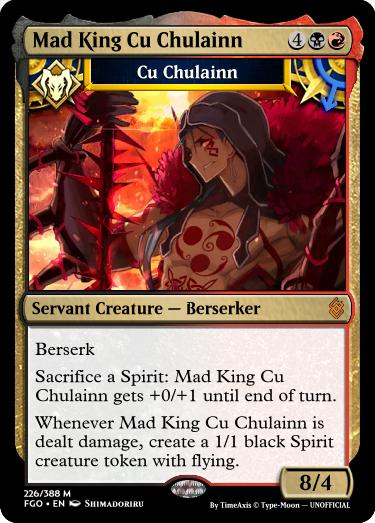 Mad King Cu Chulainn 4
Cu Chulainn
Servant Creature — Berserker
Berserk
Sacrifice a Spirit: Mad King Cu
Chulainn gets +0/+1 until end of turn.
Whenever Mad King Cu Chulainn is
dealt damage, create a 1/1 black Spirit
creature token with flying.
8/4
226/388 M
FGO • EN Shimadoriru
By TimeAxis © Type-Moon — UNOFFICIAL